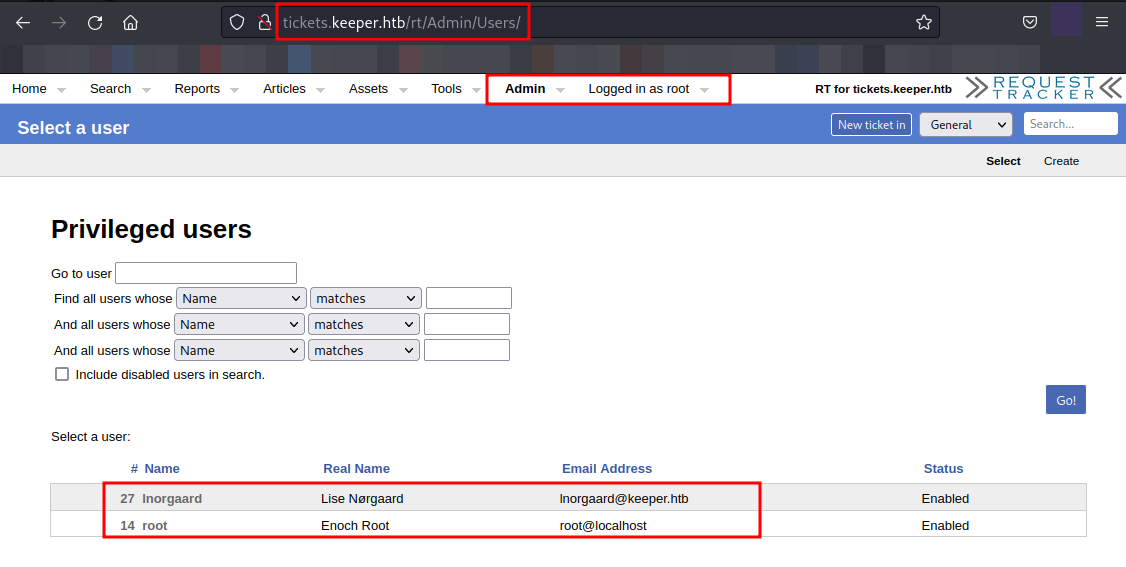 tickets.keeper.htb/rt/Admin/Users/
Home Search Reports Articles Assets Tools Admin Logged in as root RT for tickets.keeper.htb REQUEST TRACKER
Select a user New ticket in General Search...
Select Create
Privileged users
Go to user
Find all users whose Name matches
And all users whose Name matches
And all users whose Name matches
Include disabled users in search.
Go!
Select a user:
# Name Real Name Email Address Status
27 lnorgaard Lise Nørgaard lnorgaard@keeper.htb Enabled
14 root Enoch Root root@localhost Enabled